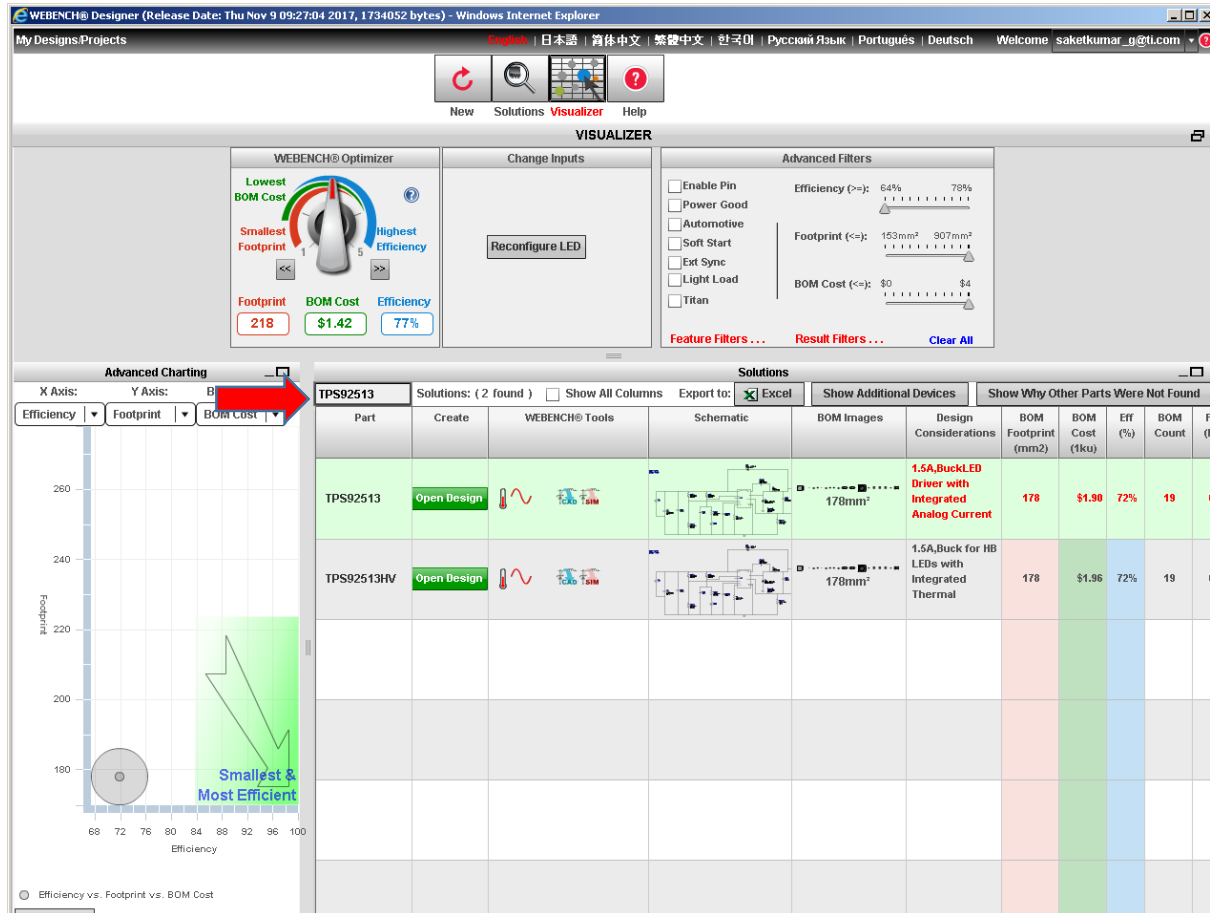 WEBENCH® Designer (Release Date: Thu Nov 9 09:27:04 2017, 1734052 bytes) - Windows Internet Explorer
My Designs/Projects
English | 日本語 | 简体中文 | 繁體中文 | 한국어 | Русский Язык | Português | Deutsch
Welcome saketkumar_g@ti.com
New
Solutions
Visualizer
Help
VISUALIZER
WEBENCH® Optimizer
Lowest
BOM Cost
Smallest
Footprint
Highest
Efficiency
1
5
<<
>>
Footprint
BOM Cost
Efficiency
218
$1.42
77%
Change Inputs
Reconfigure LED
Advanced Filters
Enable Pin
Power Good
Automotive
Soft Start
Ext Sync
Light Load
Titan
Efficiency (>=): 64% 78%
Footprint (<=): 153mm² 907mm²
BOM Cost (<=): $0 $4
Feature Filters . . .
Result Filters . . .
Clear All
Advanced Charting
X Axis:
Y Axis:
Efficiency
Footprint
BOM Cost
260
240
220
200
180
Footprint
Smallest &
Most Efficient
68 72 76 80 84 88 92 96 100
Efficiency
Efficiency vs. Footprint vs. BOM Cost
Solutions
TPS92513
Solutions: ( 2 found )
Show All Columns
Export to:
Excel
Show Additional Devices
Show Why Other Parts Were Not Found
Part
Create
WEBENCH® Tools
Schematic
BOM Images
Design
Considerations
BOM
Footprint
(mm2)
BOM
Cost
(1ku)
Eff
(%)
BOM
Count
TPS92513
Open Design
CAD
SIM
178mm²
1.5A,BuckLED
Driver with
Integrated
Analog Current
178
$1.90
72%
19
TPS92513HV
Open Design
CAD
SIM
178mm²
1.5A,Buck for HB
LEDs with
Integrated
Thermal
178
$1.96
72%
19